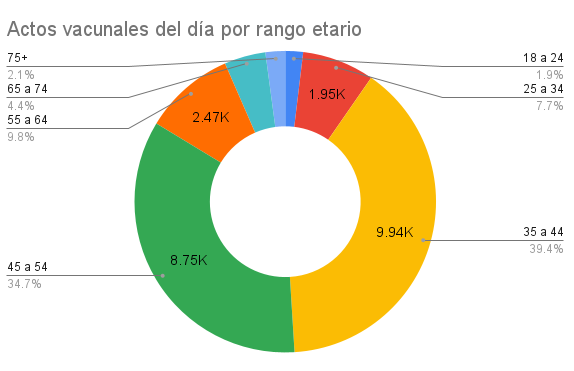 Actos vacunales del día por rango etario
75+
2.1%
65 a 74
4.4%
55 a 64
9.8%
45 a 54
34.7%
18 a 24
1.9%
25 a 34
7.7%
35 a 44
39.4%
1.95K
2.47K
9.94K
8.75K